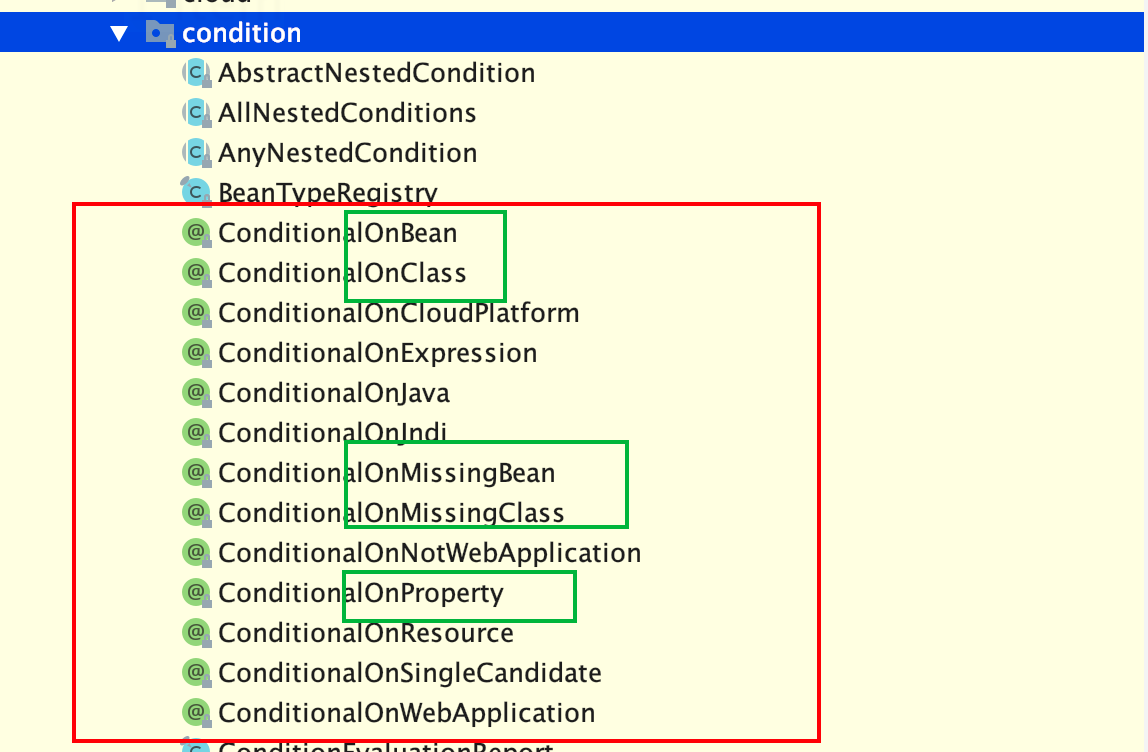 cloud
condition
AbstractNestedCondition
AllNestedConditions
AnyNestedCondition
BeanTypeRegistry
ConditionalOnBean
ConditionalOnClass
ConditionalOnCloudPlatform
ConditionalOnExpression
ConditionalOnJava
ConditionalOnJndi
ConditionalOnMissingBean
ConditionalOnMissingClass
ConditionalOnNotWebApplication
ConditionalOnProperty
ConditionalOnResource
ConditionalOnSingleCandidate
ConditionalOnWebApplication
ConditionEvaluationReport